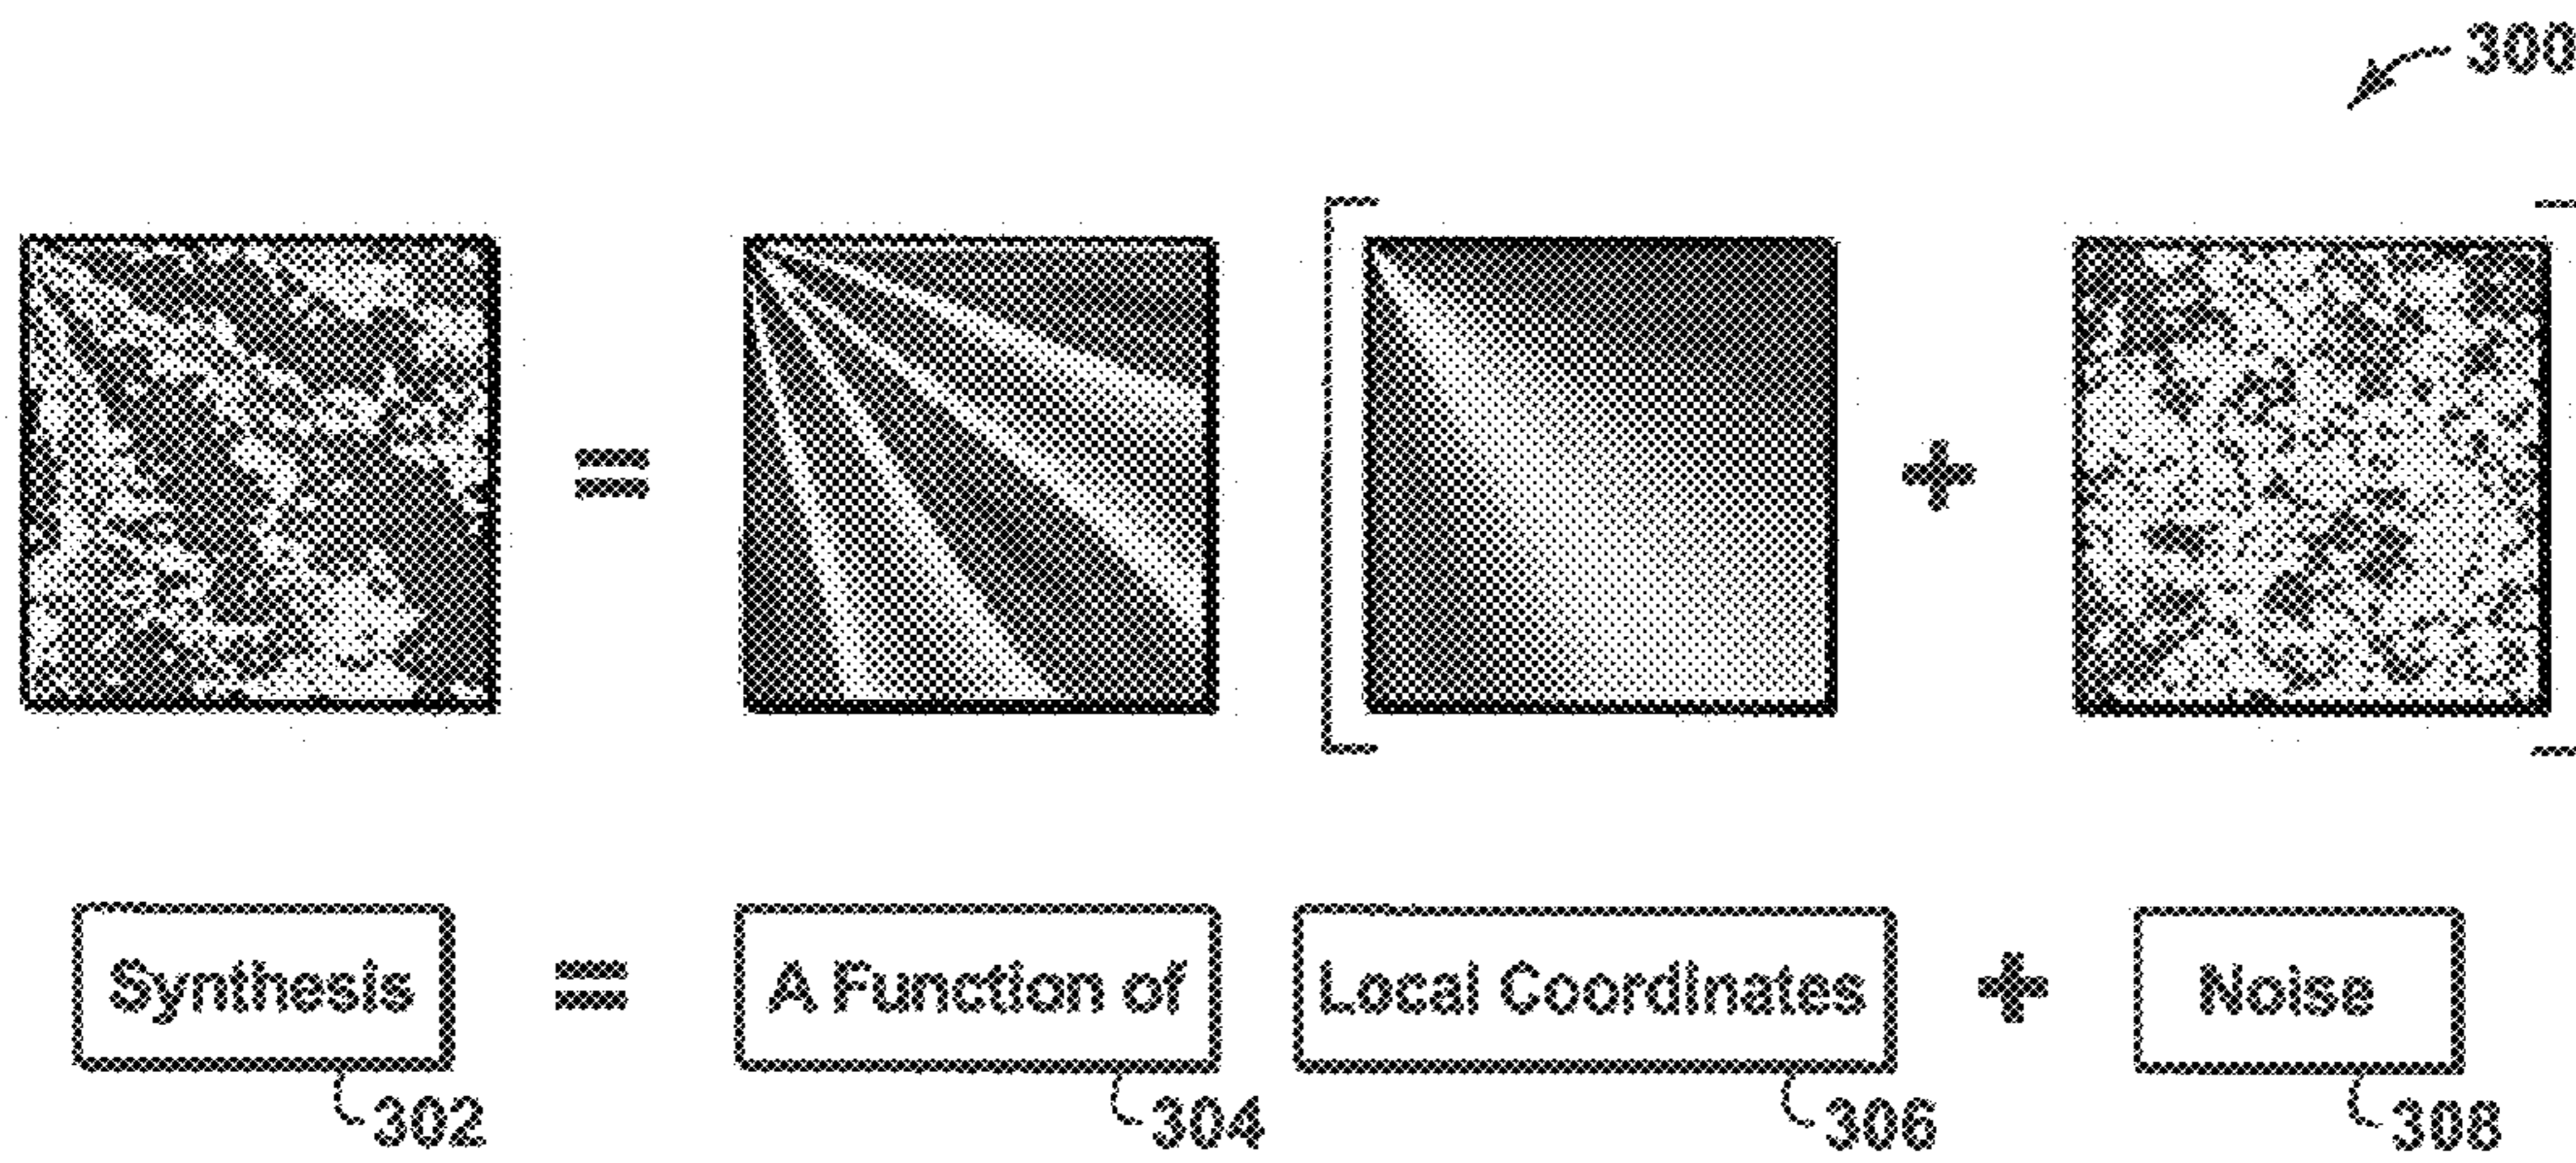 300
=
+
Synthesis = A Function of Local Coordinates + Noise
302 304 306 308